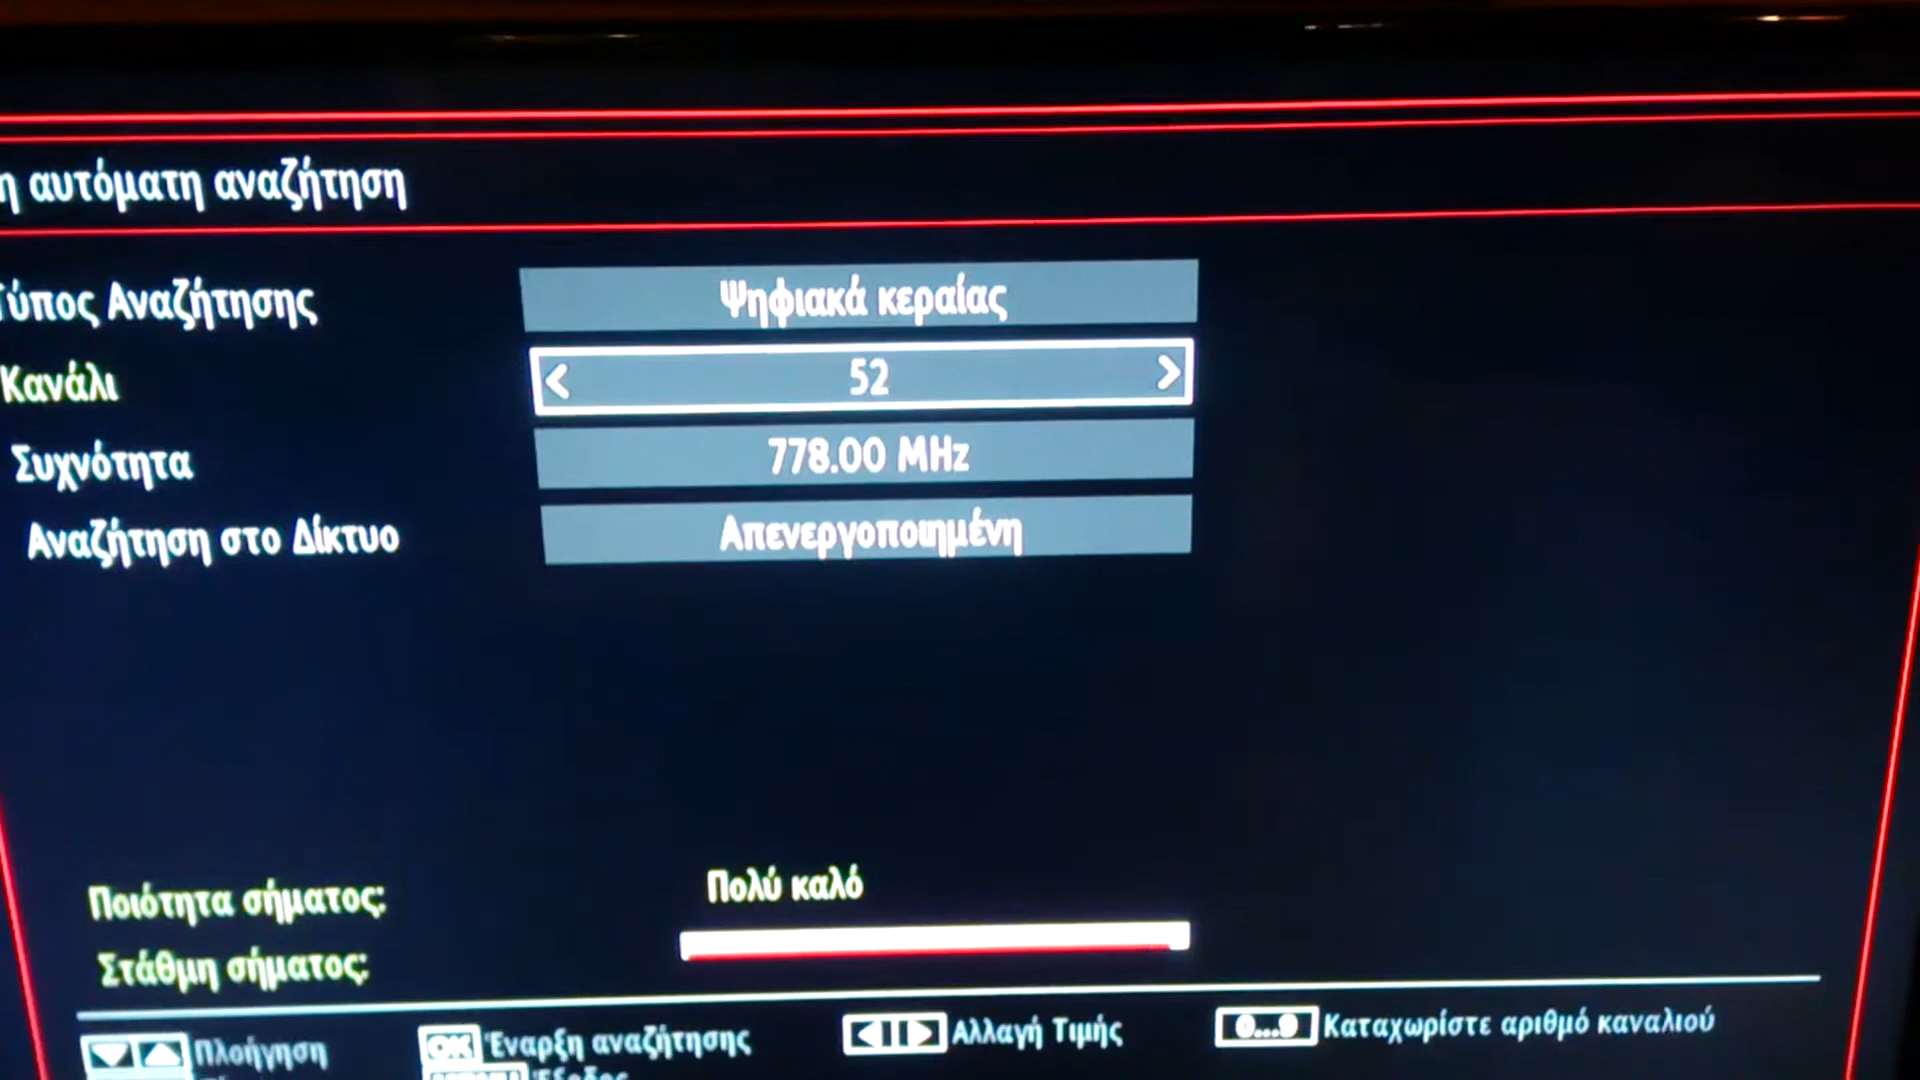 η αυτόματη αναζήτηση
Τύπος Αναζήτησης Ψηφιακά κεραίας
Κανάλι < 52 >
Συχνότητα 778.00 MHz
Αναζήτηση στο Δίκτυο Απενεργοποιημένη
Ποιότητα σήματος: Πολύ καλό
Στάθμη σήματος:
Πλοήγηση OK Έναρξη αναζήτησης Αλλαγή Τιμής 0...9 Καταχωρίστε αριθμό καναλιού
Έξοδος